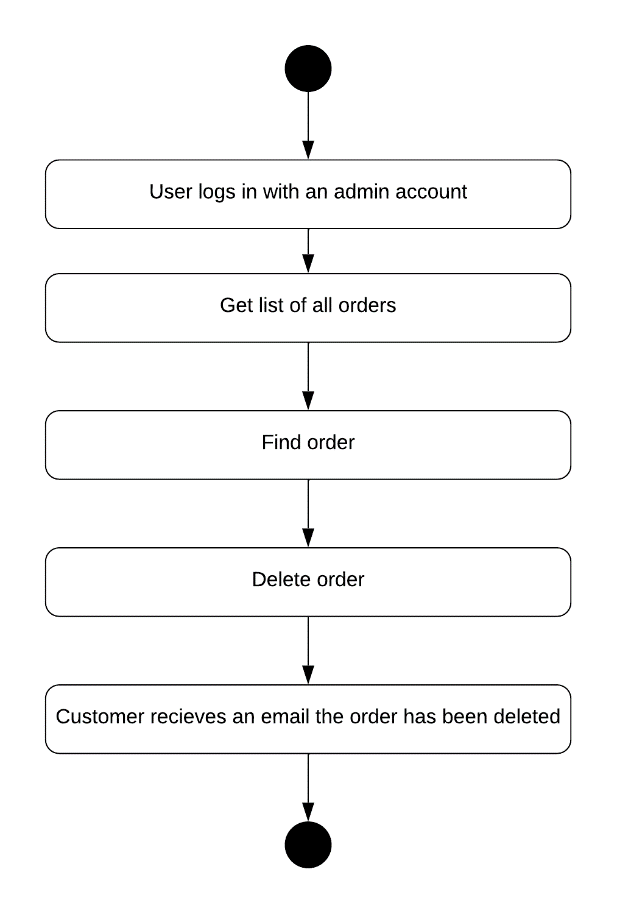 User logs in with an admin account
Get list of all orders
Find order
Delete order
Customer recieves an email the order has been deleted